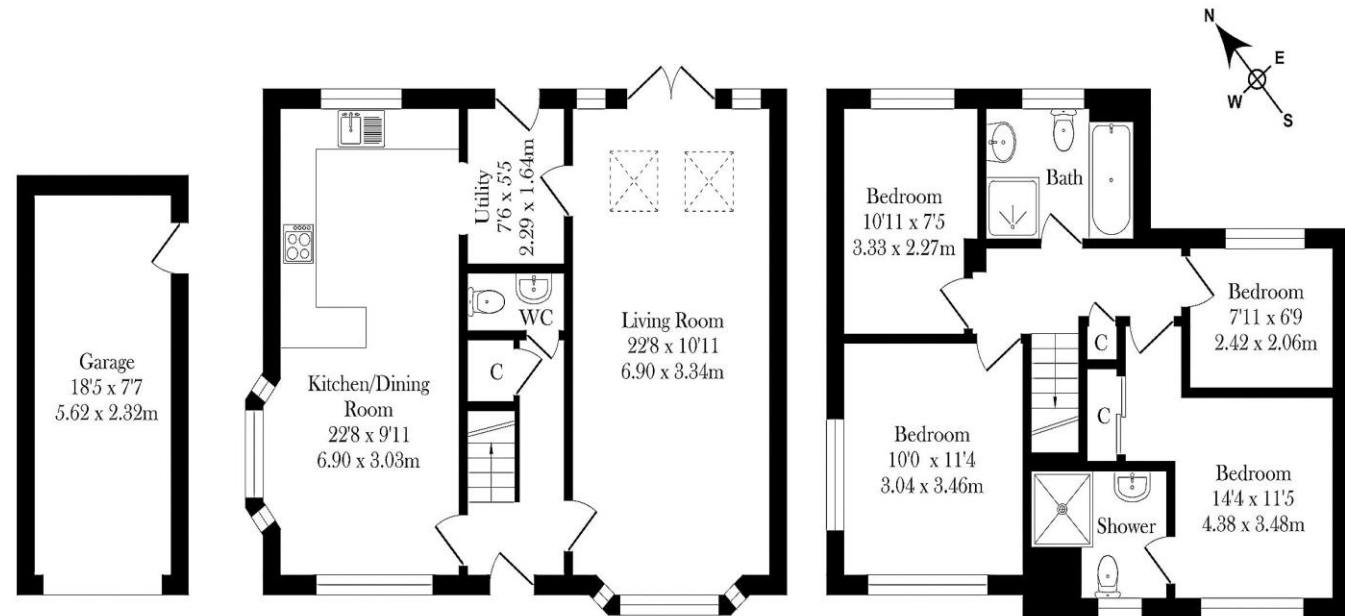 N
E
W
S
Garage
18'5 x 7'7
5.62 x 2.32m
Kitchen/Dining
Room
22'8 x 9'11
6.90 x 3.03m
Utility
7'6 x 5'5
2.29 x 1.64m
WC
C
Living Room
22'8 x 10'11
6.90 x 3.34m
Bedroom
10'11 x 7'5
3.33 x 2.27m
Bath
Bedroom
7'11 x 6'9
2.42 x 2.06m
C
C
Bedroom
10'0 x 11'4
3.04 x 3.46m
Shower
Bedroom
14'4 x 11'5
4.38 x 3.48m